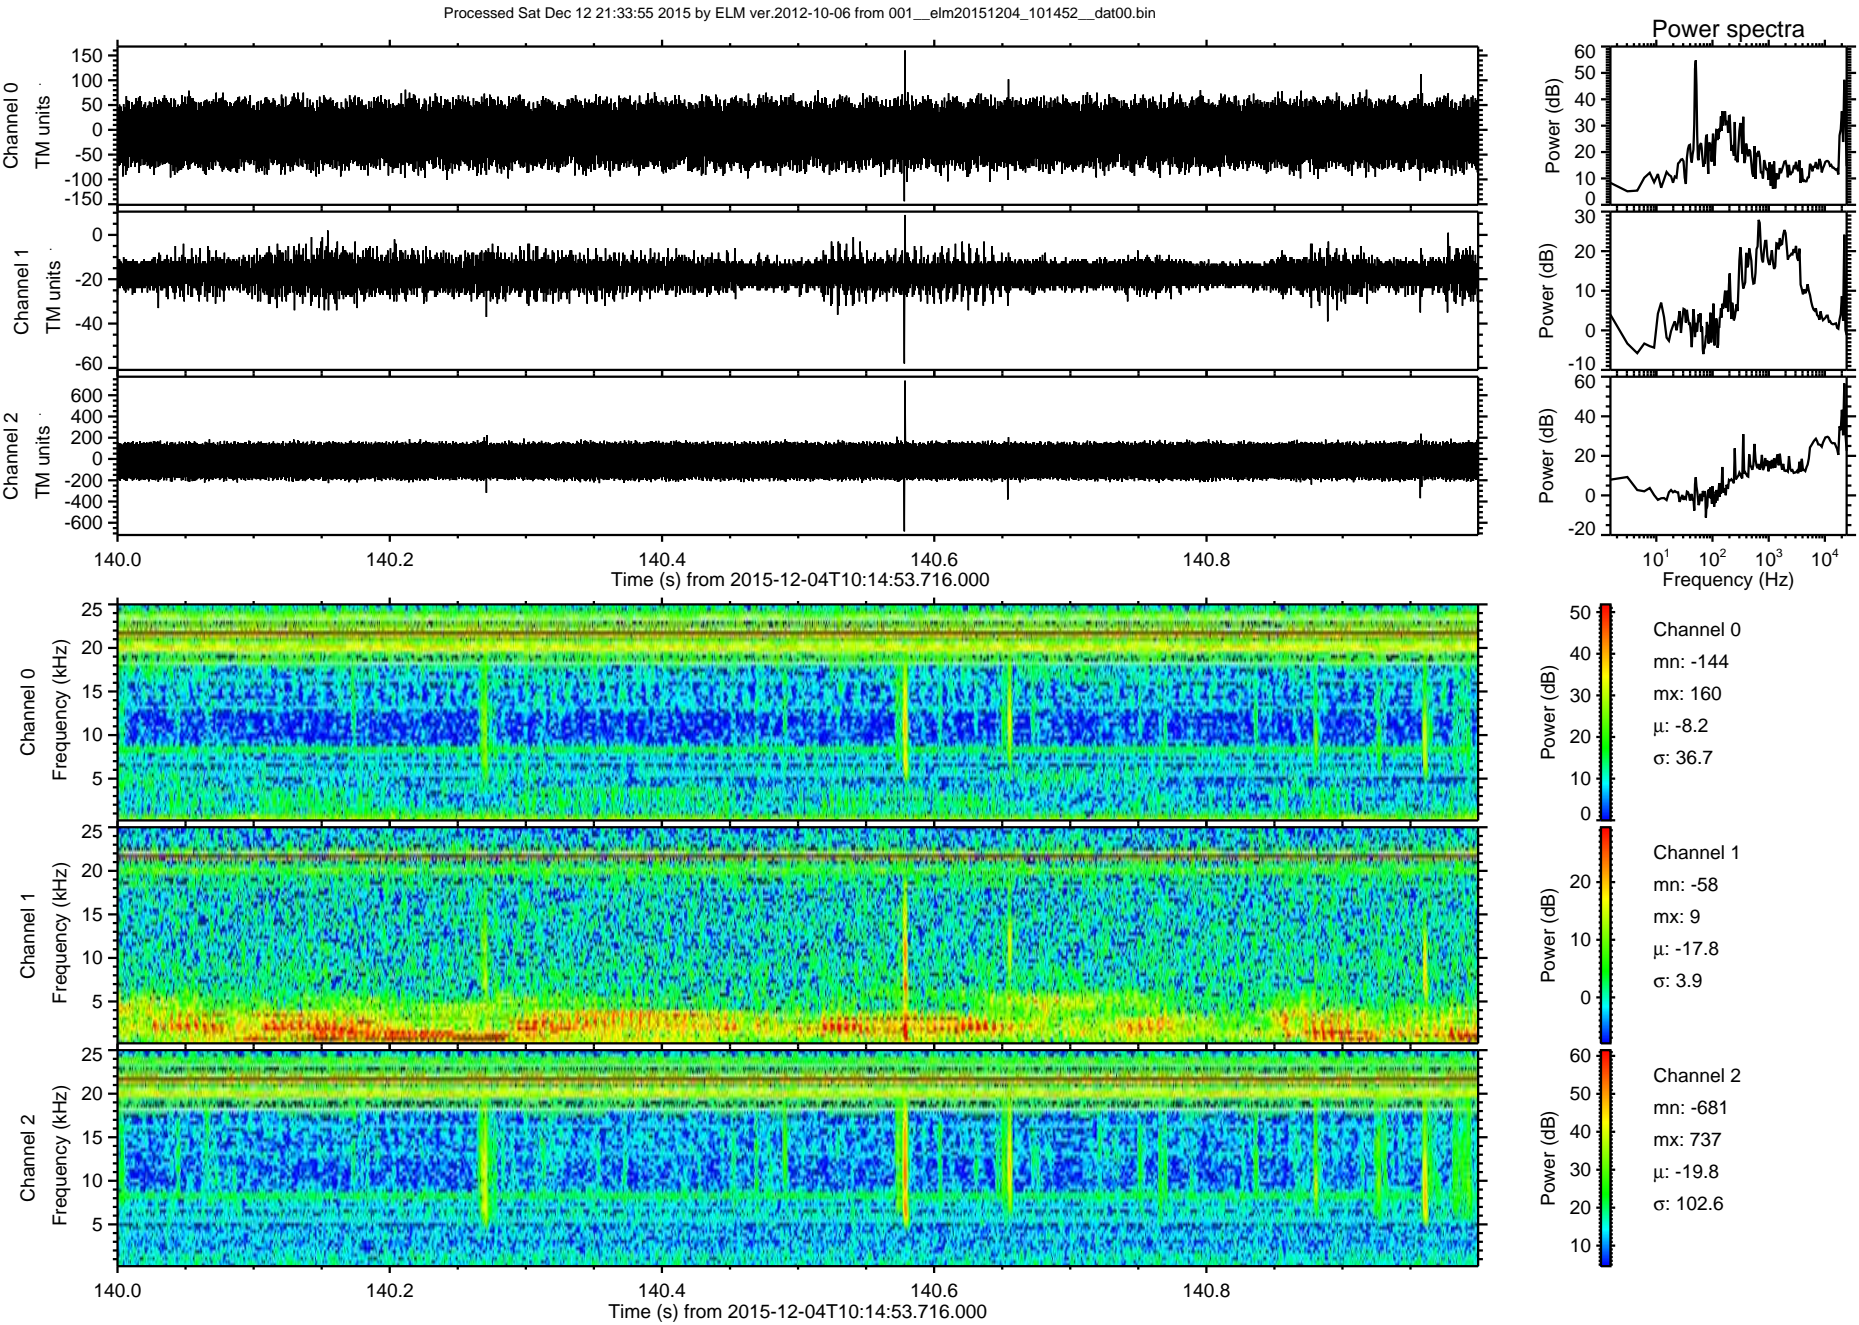 Processed Sat Dec 12 21:33:55 2015 by ELM ver.2012-10-06 from 001__elm20151204_101452__dat00.bin
Power spectra
Channel 0
TM units
150
100
50
0
-50
-100
-150
Power (dB)
60
50
40
30
20
10
0
Channel 1
TM units
0
-20
-40
-60
Power (dB)
30
20
10
0
-10
Channel 2
TM units
600
400
200
0
-200
-400
-600
Power (dB)
60
40
20
0
-20
140.0 140.2 140.4 140.6 140.8
Time (s) from 2015-12-04T10:14:53.716.000
10¹ 10² 10³ 10⁴
Frequency (Hz)
Channel 0
Frequency (kHz)
25
20
15
10
5
Power (dB)
50
40
30
20
10
0
Channel 0
mn: -144
mx: 160
µ: -8.2
σ: 36.7
Channel 1
Frequency (kHz)
25
20
15
10
5
Power (dB)
20
10
0
Channel 1
mn: -58
mx: 9
µ: -17.8
σ: 3.9
Channel 2
Frequency (kHz)
25
20
15
10
5
Power (dB)
60
50
40
30
20
10
Channel 2
mn: -681
mx: 737
µ: -19.8
σ: 102.6
140.0 140.2 140.4 140.6 140.8
Time (s) from 2015-12-04T10:14:53.716.000